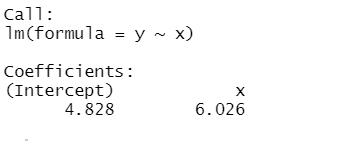 Call:
lm(formula = y ~ x)
Coefficients:
(Intercept)            x
      4.828        6.026